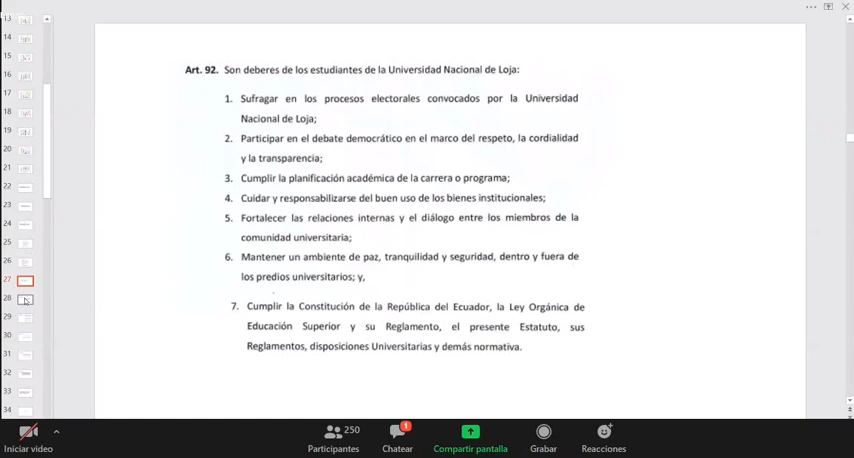 13
14
15
16
17
18
19
20
21
22
23
24
25
26
27
28
29
30
31
32
33
34
Art. 92. Son deberes de los estudiantes de la Universidad Nacional de Loja:
1. Sufragar en los procesos electorales convocados por la Universidad
Nacional de Loja;
2. Participar en el debate democrático en el marco del respeto, la cordialidad
y la transparencia;
3. Cumplir la planificación académica de la carrera o programa;
4. Cuidar y responsabilizarse del buen uso de los bienes institucionales;
5. Fortalecer las relaciones internas y el diálogo entre los miembros de la
comunidad universitaria;
6. Mantener un ambiente de paz, tranquilidad y seguridad, dentro y fuera de
los predios universitarios; y,
7. Cumplir la Constitución de la República del Ecuador, la Ley Orgánica de
Educación Superior y su Reglamento, el presente Estatuto, sus
Reglamentos, disposiciones Universitarias y demás normativa.
250
1
Iniciar video
Participantes
Chatear
Compartir pantalla
Grabar
Reacciones